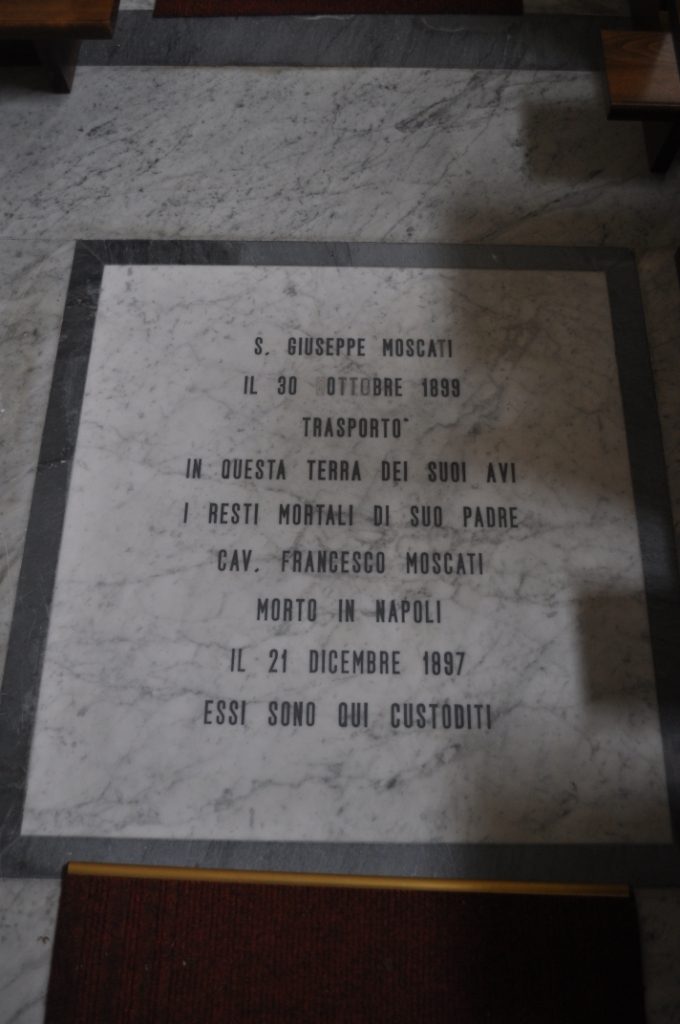 S. GIUSEPPE MOSCATI
IL 30 OTTOBRE 1899
TRASPORTO'
IN QUESTA TERRA DEI SUOI AVI
I RESTI MORTALI DI SUO PADRE
CAV. FRANCESCO MOSCATI
MORTO IN NAPOLI
IL 21 DICEMBRE 1897
ESSI SONO QUI CUSTODITI